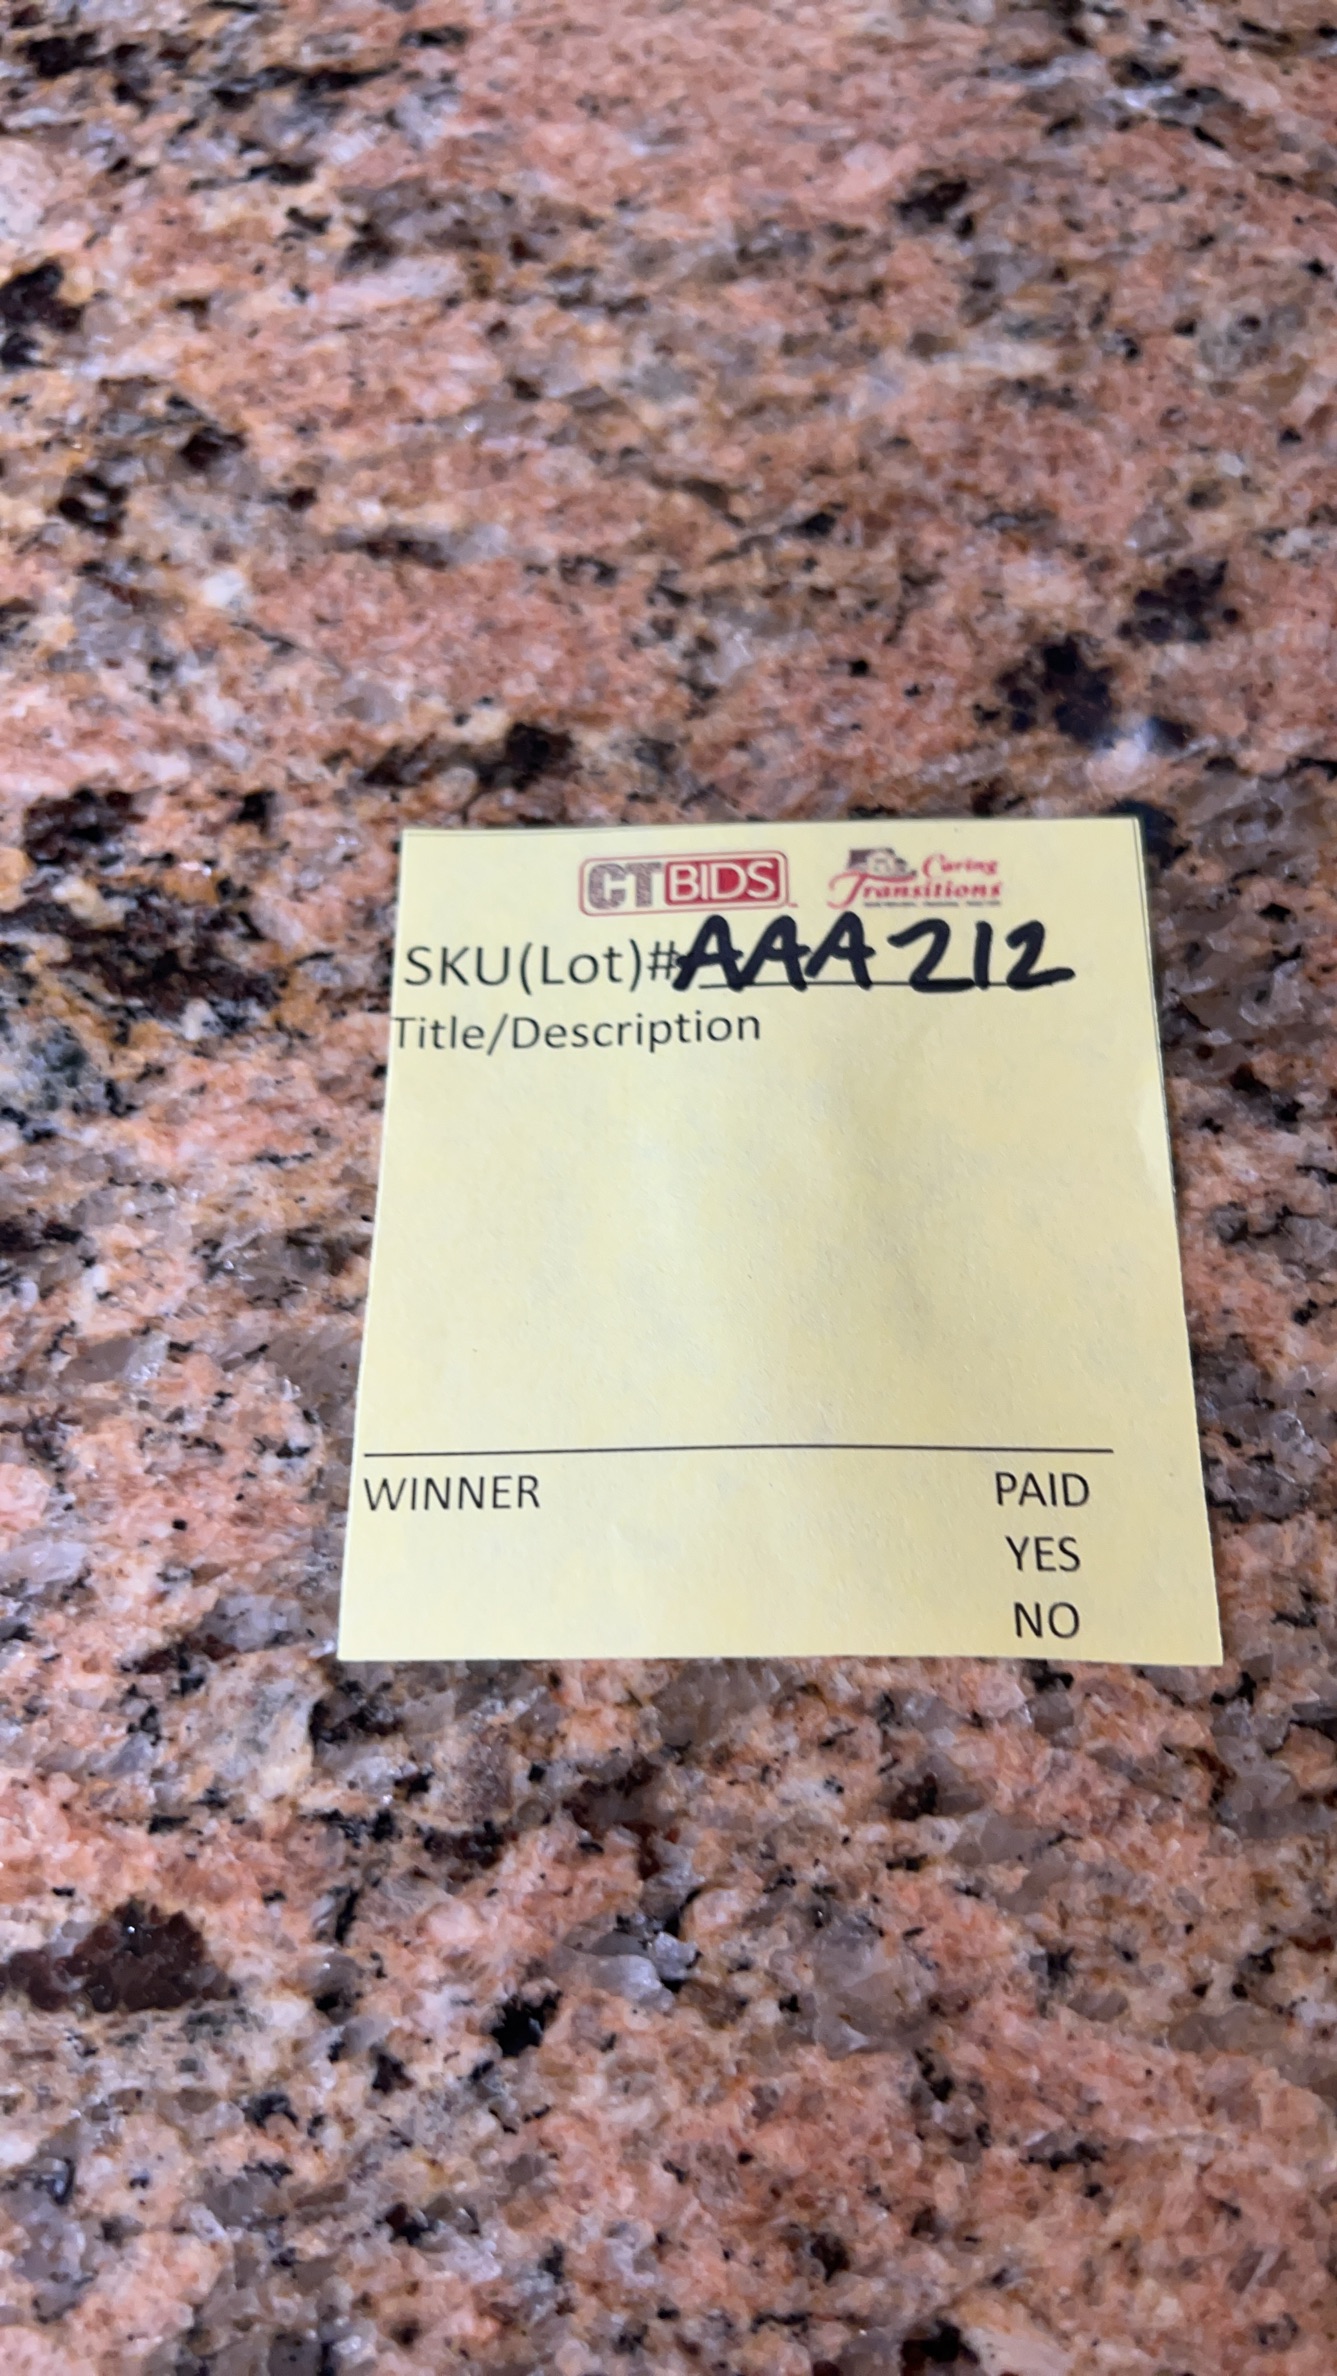 CTBIDS Caring Transitions
SKU(Lot)#AAA212
Title/Description
WINNER PAID
YES
NO